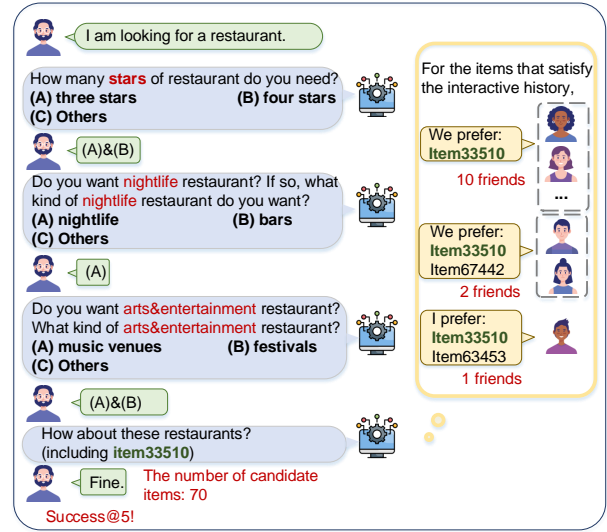 I am looking for a restaurant.
How many stars of restaurant do you need?
(A) three stars (B) four stars
(C) Others
(A)&(B)
Do you want nightlife restaurant? If so, what
kind of nightlife restaurant do you want?
(A) nightlife (B) bars
(C) Others
(A)
Do you want arts&entertainment restaurant?
What kind of arts&entertainment restaurant?
(A) music venues (B) festivals
(C) Others
(A)&(B)
How about these restaurants?
(including item33510)
Fine.
The number of candidate
items: 70
Success@5!
For the items that satisfy
the interactive history,
We prefer:
Item33510
10 friends
...
We prefer:
Item33510
Item67442
2 friends
I prefer:
Item33510
Item63453
1 friends